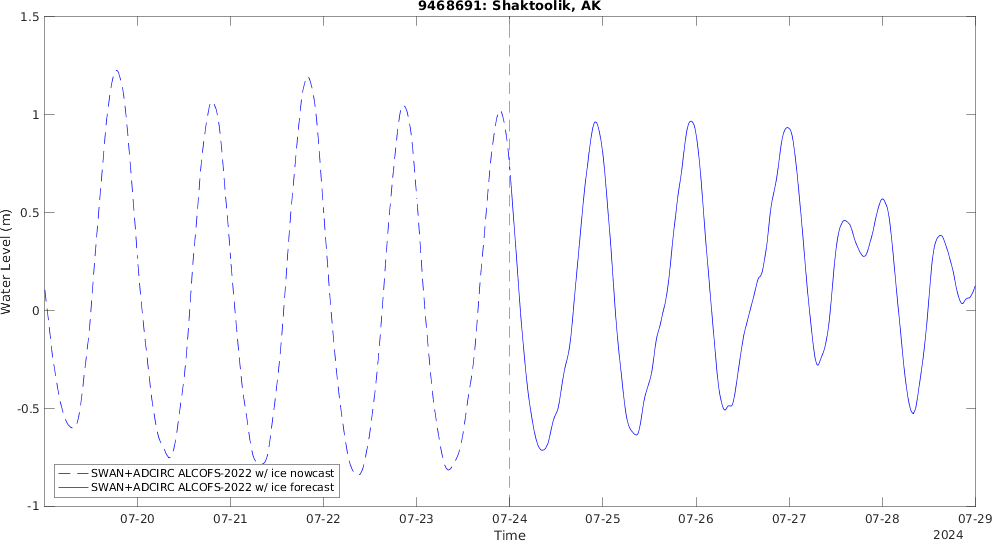 9468691: Shaktoolik, AK
1.5
1
0.5
0
-0.5
-1
Water Level (m)
SWAN+ADCIRC ALCOFS-2022 w/ ice nowcast
SWAN+ADCIRC ALCOFS-2022 w/ ice forecast
07-20 07-21 07-22 07-23 07-24 07-25 07-26 07-27 07-28 07-29
Time
2024